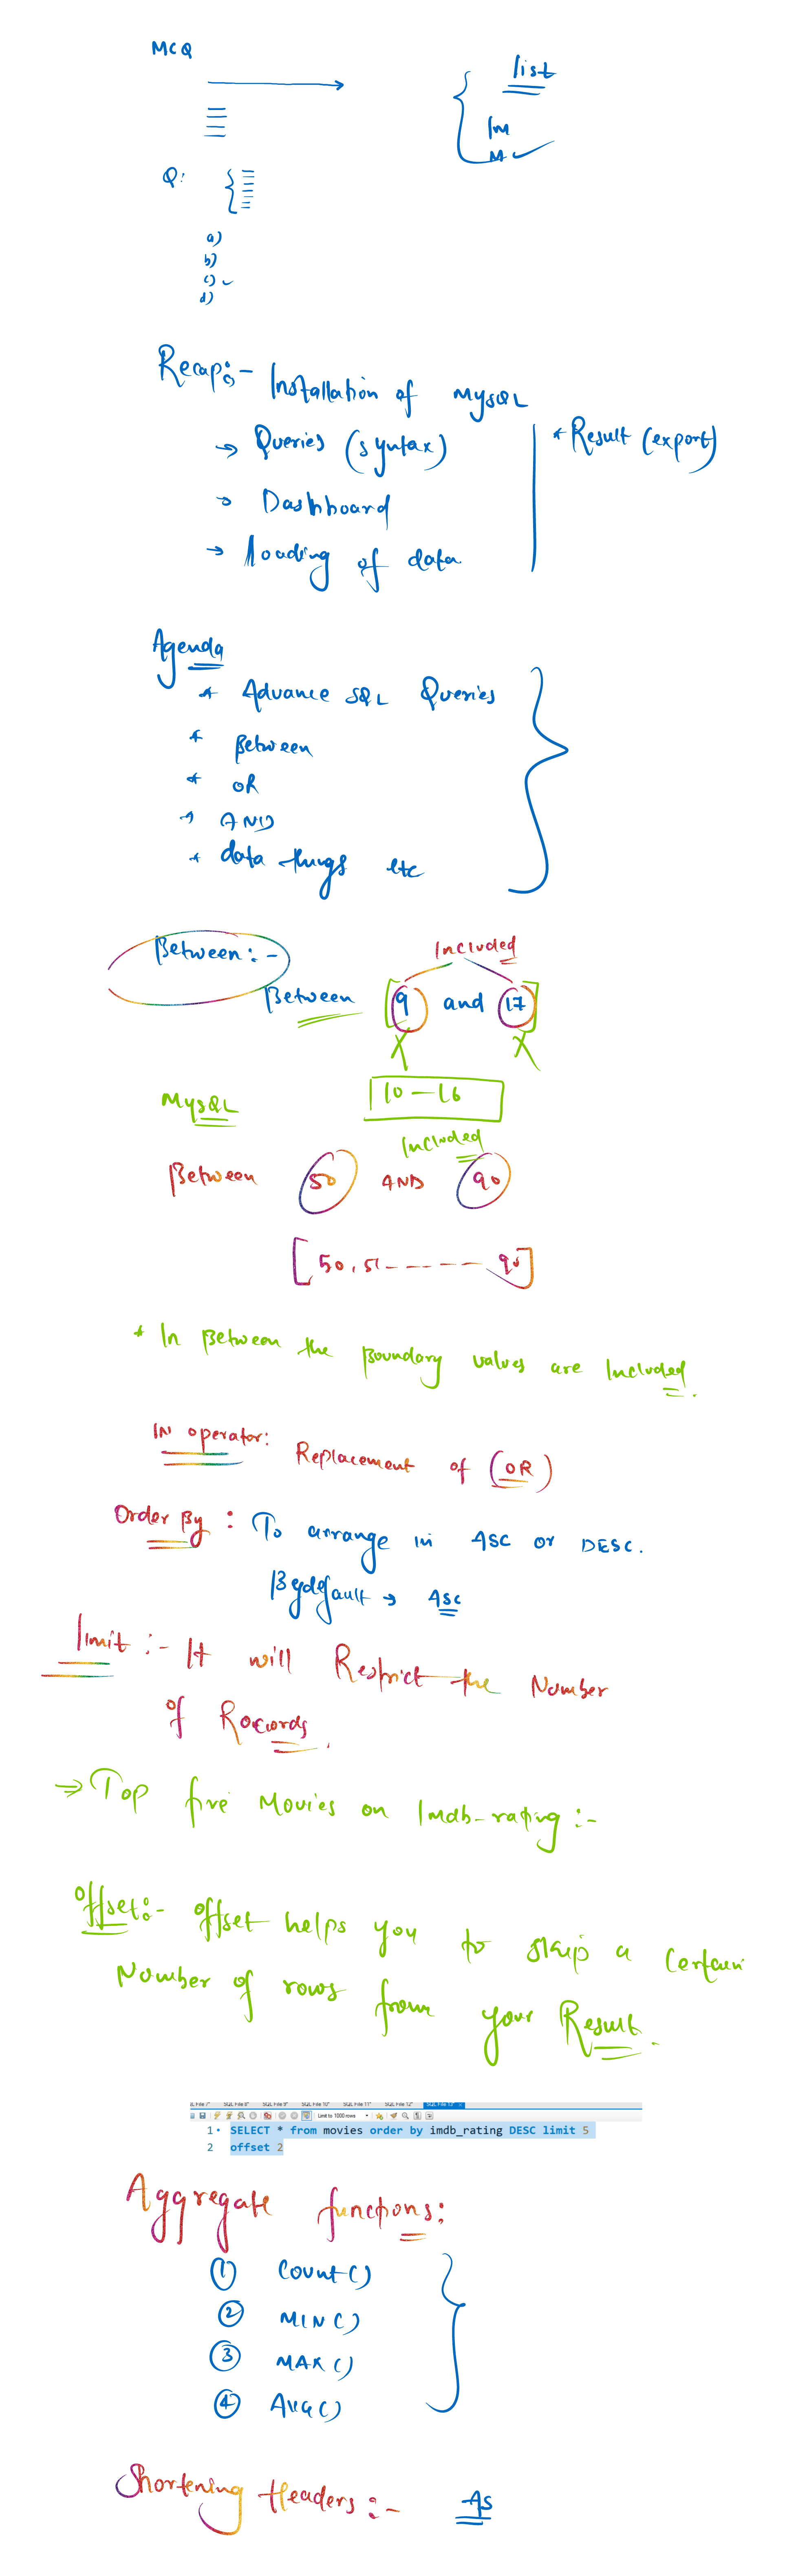 MCQ
list
Im
M
Q:
a)
b)
c)
d)
Recap:- Installation of MySQL
→ Queries (syntax)
* Result (export)
→ Dashboard
→ loading of data
Agenda
* Advance SQL Queries
* Between
* OR
* AND
* data things etc
Between:-
Included
Between [9 and 17]
X X
10-16
MySQL
Included
Between 50 AND 90
[50, 51 ------ 90]
* In Between the Boundary values are Included.
IN operator: Replacement of (OR)
Order By : To arrange in ASC or DESC.
Bydefault → Asc
limit :- It will Restrict the Number
of Rocords.
⇒ Top five Movies on Imdb-rating :-
Offset:- offset helps you to skip a certain
Number of rows from your Result.
SQL File 8* SQL File 9* SQL File 10* SQL File 11* SQL File 12* SQL File 13*
Limit to 1000 rows
1 SELECT * from movies order by imdb_rating DESC limit 5
2 offset 2
Aggregate functions:
① Count()
② MIN()
③ MAX()
④ AVG()
Shortening Headers :- As